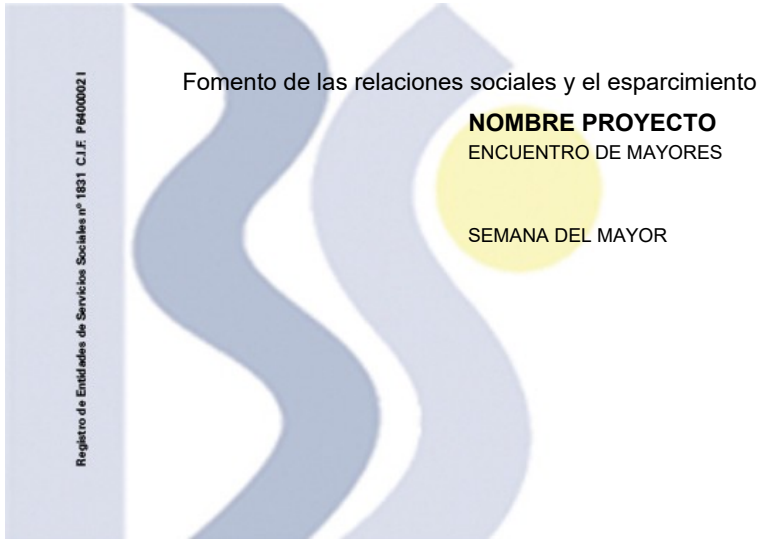 Fomento de las relaciones sociales y el esparcimiento
NOMBRE PROYECTO
ENCUENTRO DE MAYORES
SEMANA DEL MAYOR
Registro de Entidades de Servicios Sociales nº 1831 C.I.F. P6400002 I